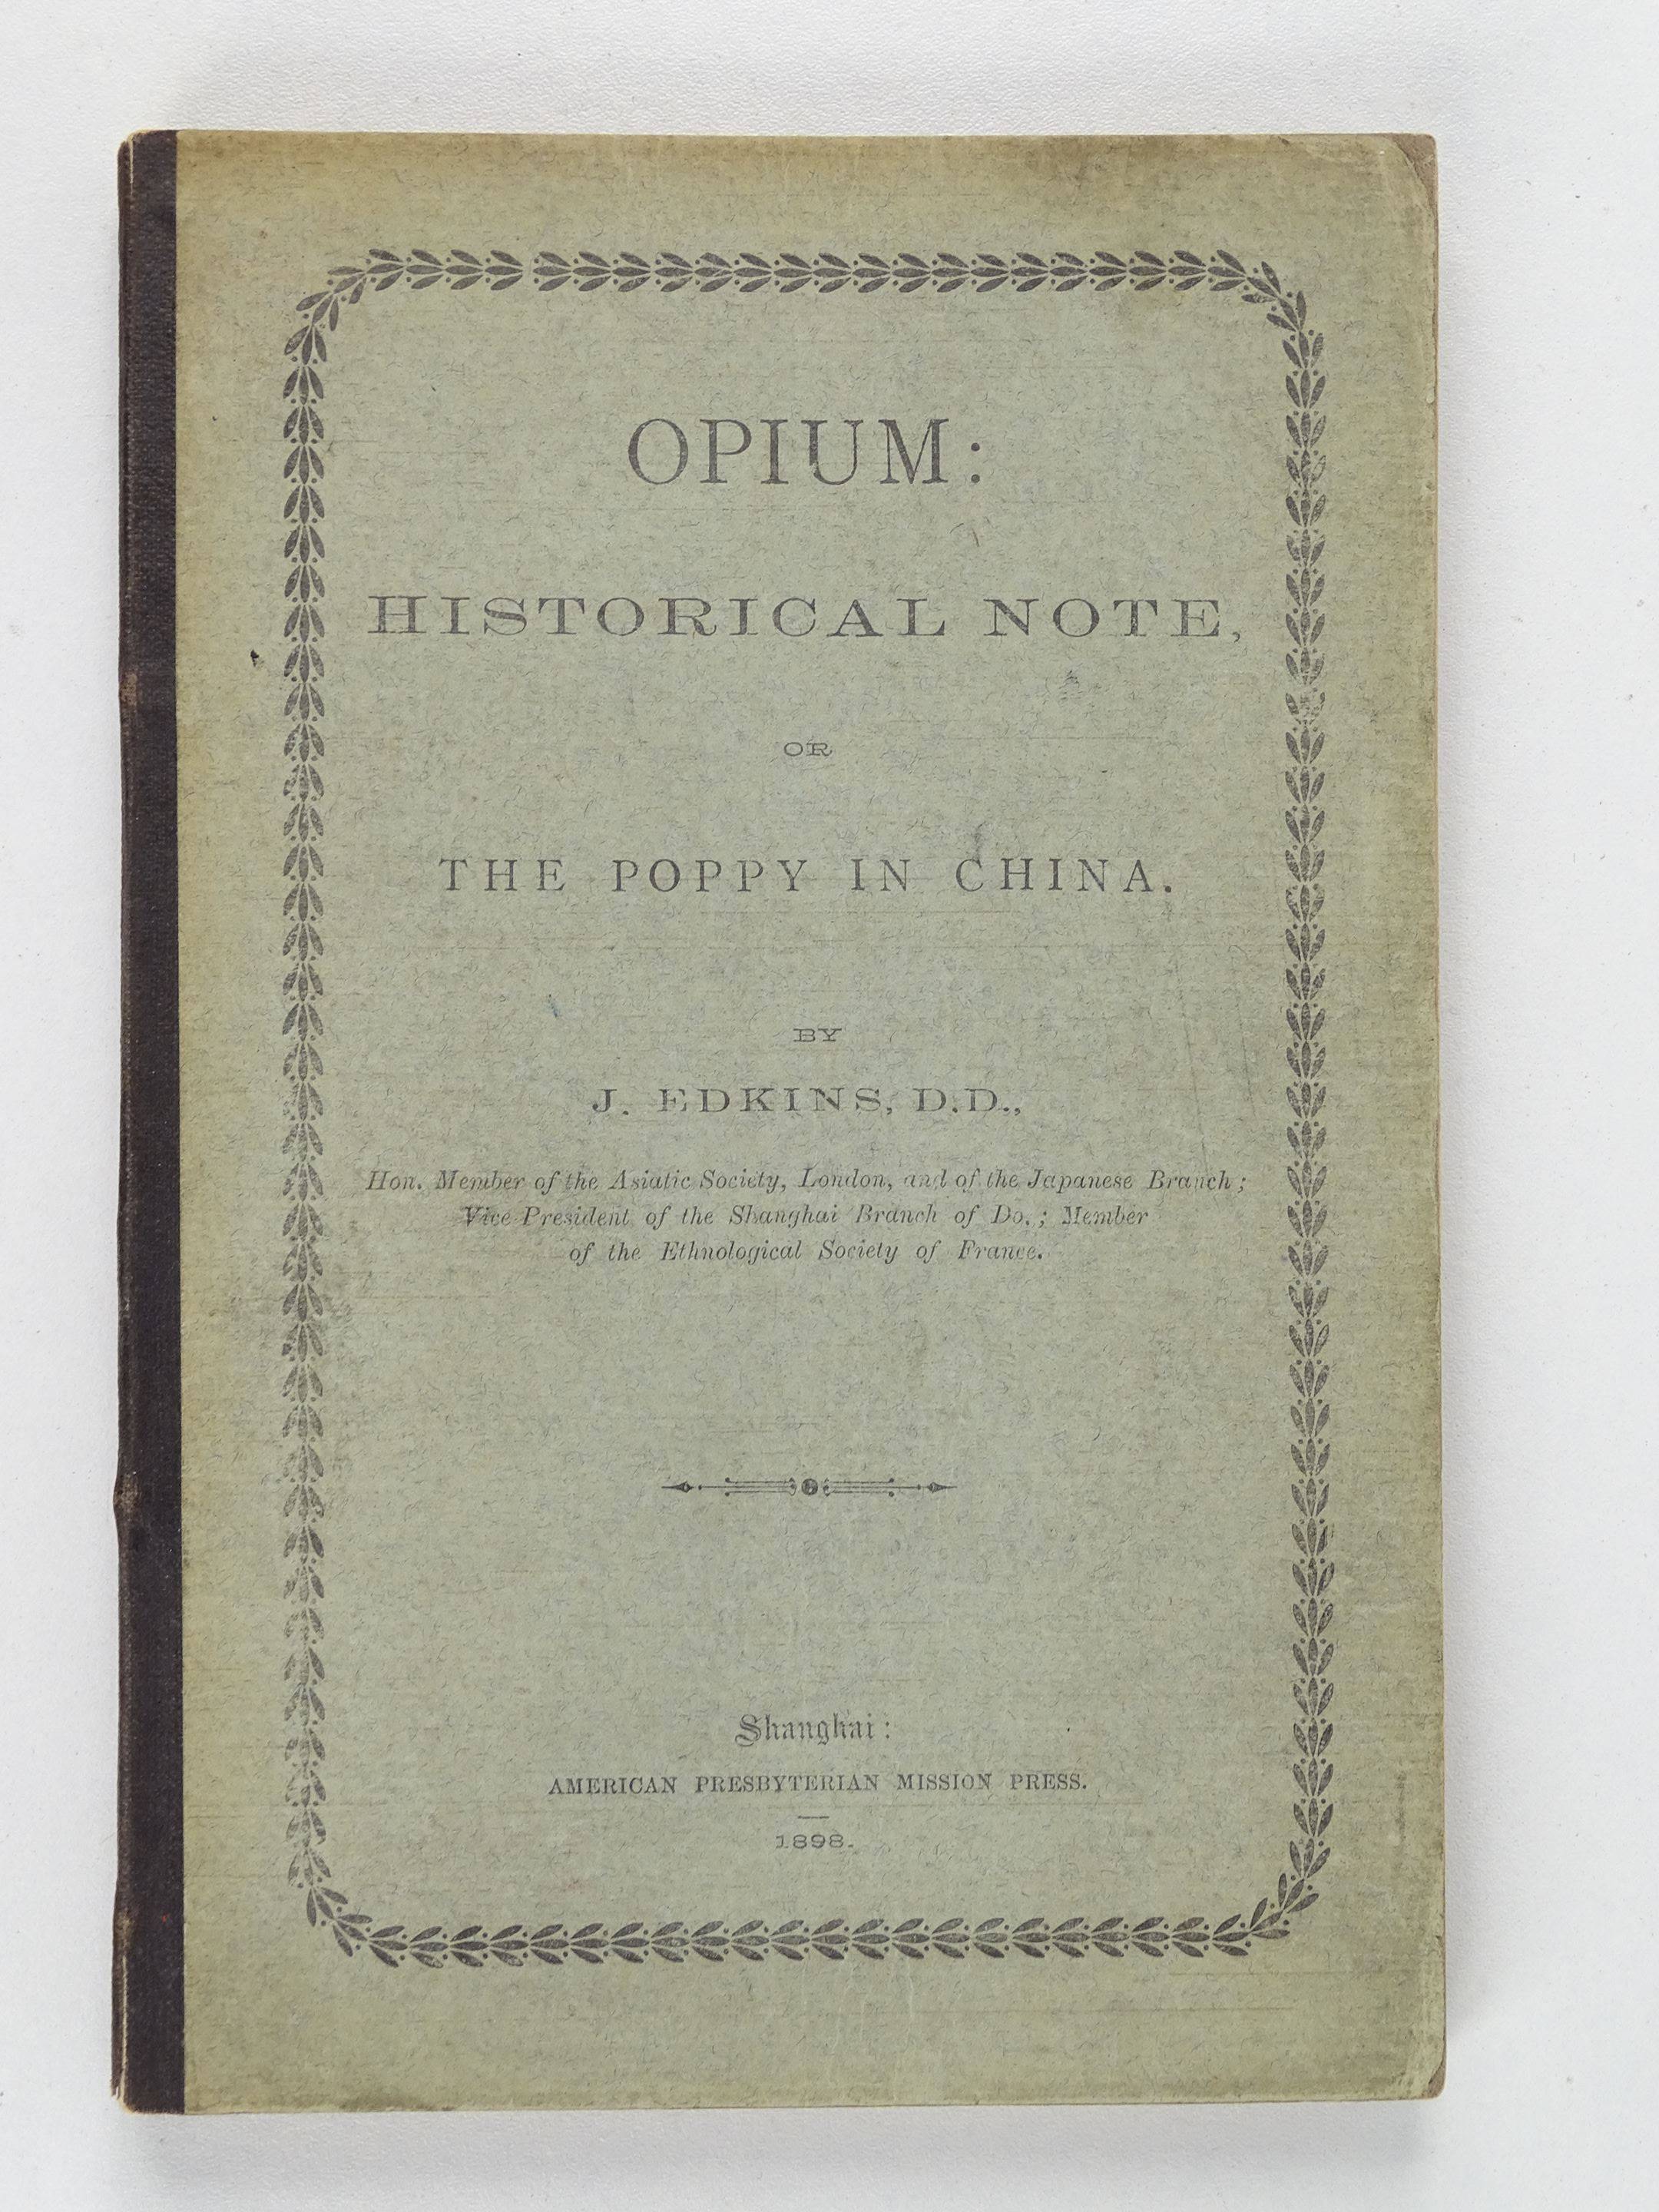 OPIUM:
HISTORICAL NOTE,
OR
THE POPPY IN CHINA.
BY
J. EDKINS, D.D.,
Hon. Member of the Asiatic Society, London, and of the Japanese Branch;
Vice-President of the Shanghai Branch of Do.; Member
of the Ethnological Society of France.
Shanghai:
AMERICAN PRESBYTERIAN MISSION PRESS.
1898.